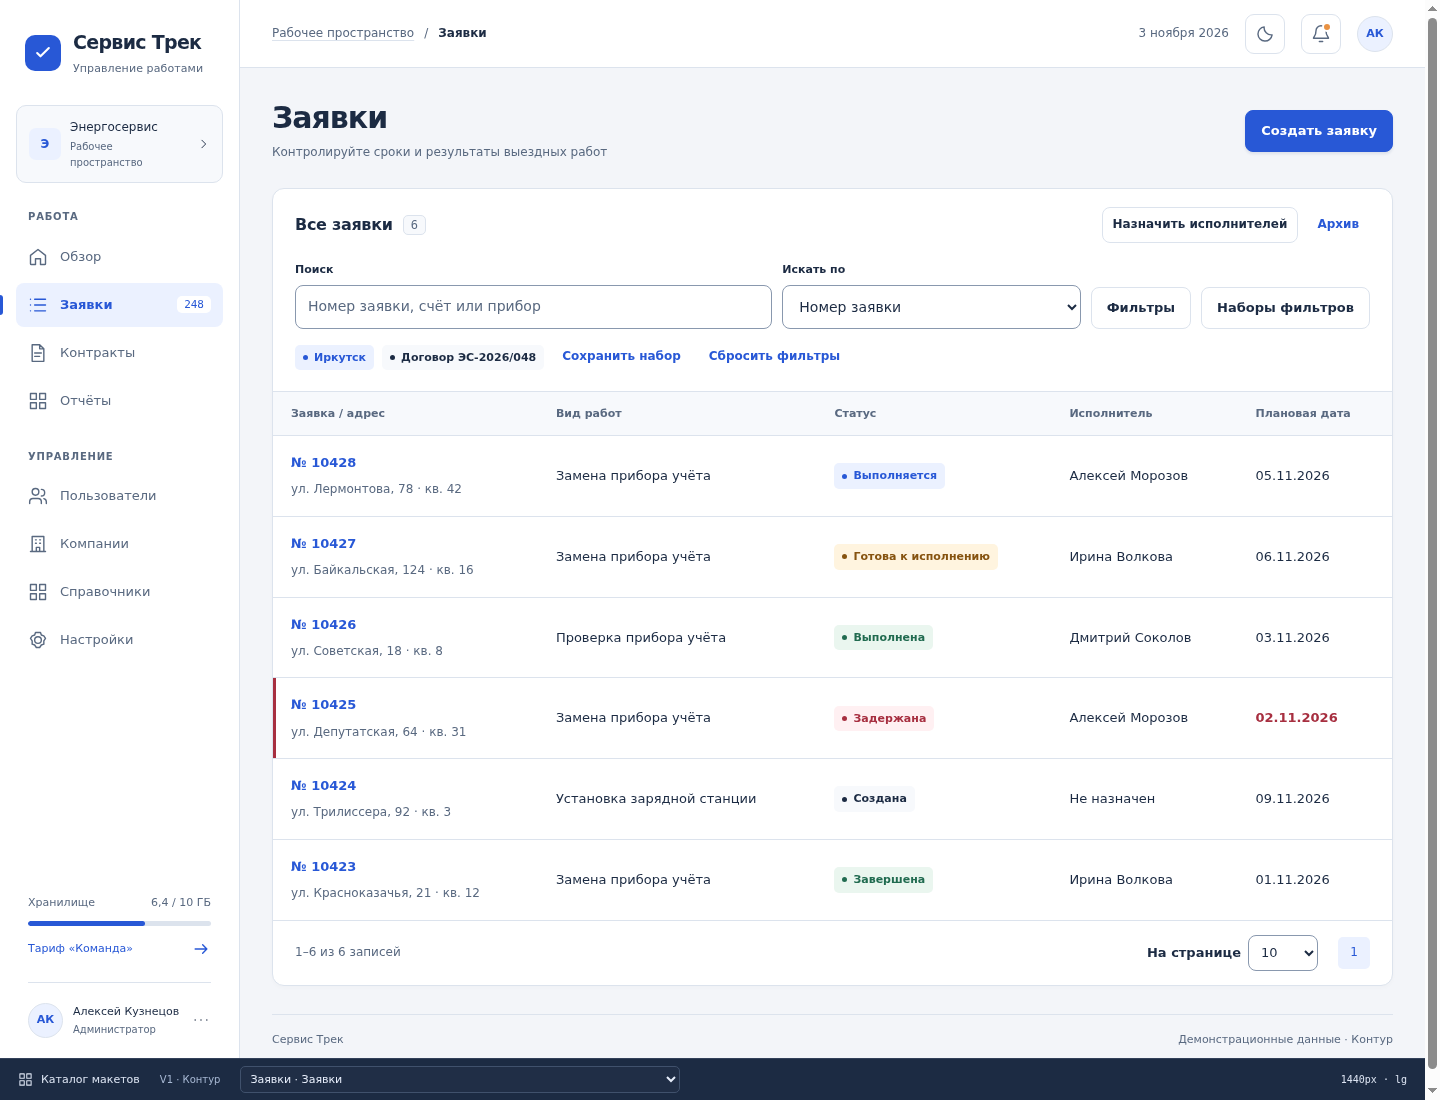 Сервис Трек
Управление работами
Э
Энергосервис
Рабочее
пространство
РАБОТА
Обзор
Заявки 248
Контракты
Отчёты
УПРАВЛЕНИЕ
Пользователи
Компании
Справочники
Настройки
Хранилище 6,4 / 10 ГБ
Тариф «Команда»
АК
Алексей Кузнецов
Администратор
...
Рабочее пространство / Заявки
3 ноября 2026
АК
Заявки
Контролируйте сроки и результаты выездных работ
Создать заявку
Все заявки 6
Назначить исполнителей
Архив
Поиск
Номер заявки, счёт или прибор
Искать по
Номер заявки
Фильтры
Наборы фильтров
Иркутск
Договор ЭС-2026/048
Сохранить набор
Сбросить фильтры
Заявка / адрес Вид работ Статус Исполнитель Плановая дата
№ 10428
ул. Лермонтова, 78 · кв. 42
Замена прибора учёта Выполняется Алексей Морозов 05.11.2026
№ 10427
ул. Байкальская, 124 · кв. 16
Замена прибора учёта Готова к исполнению Ирина Волкова 06.11.2026
№ 10426
ул. Советская, 18 · кв. 8
Проверка прибора учёта Выполнена Дмитрий Соколов 03.11.2026
№ 10425
ул. Депутатская, 64 · кв. 31
Замена прибора учёта Задержана Алексей Морозов 02.11.2026
№ 10424
ул. Трилиссера, 92 · кв. 3
Установка зарядной станции Создана Не назначен 09.11.2026
№ 10423
ул. Красноказачья, 21 · кв. 12
Замена прибора учёта Завершена Ирина Волкова 01.11.2026
1–6 из 6 записей
На странице 10 1
Сервис Трек
Демонстрационные данные · Контур
Каталог макетов V1 · Контур Заявки · Заявки 1440px · lg